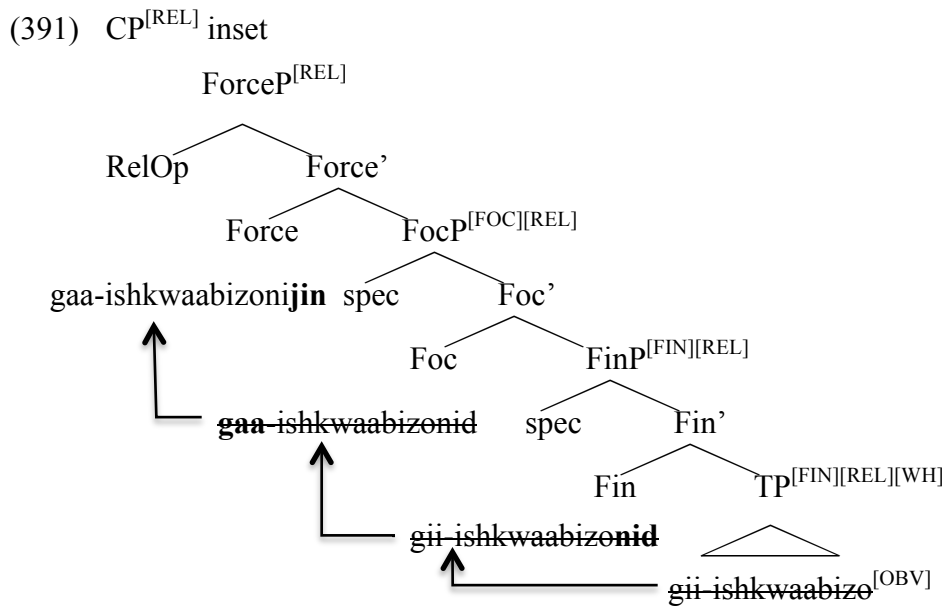 (391) CP[REL] inset
ForceP[REL]
RelOp Force’
Force FocP[FOC][REL]
gaa-ishkwaabizonijin spec Foc’
Foc FinP[FIN][REL]
gaa-ishkwaabizonid spec Fin’
Fin TP[FIN][REL][WH]
gii-ishkwaabizonid
gii-ishkwaabizo[OBV]